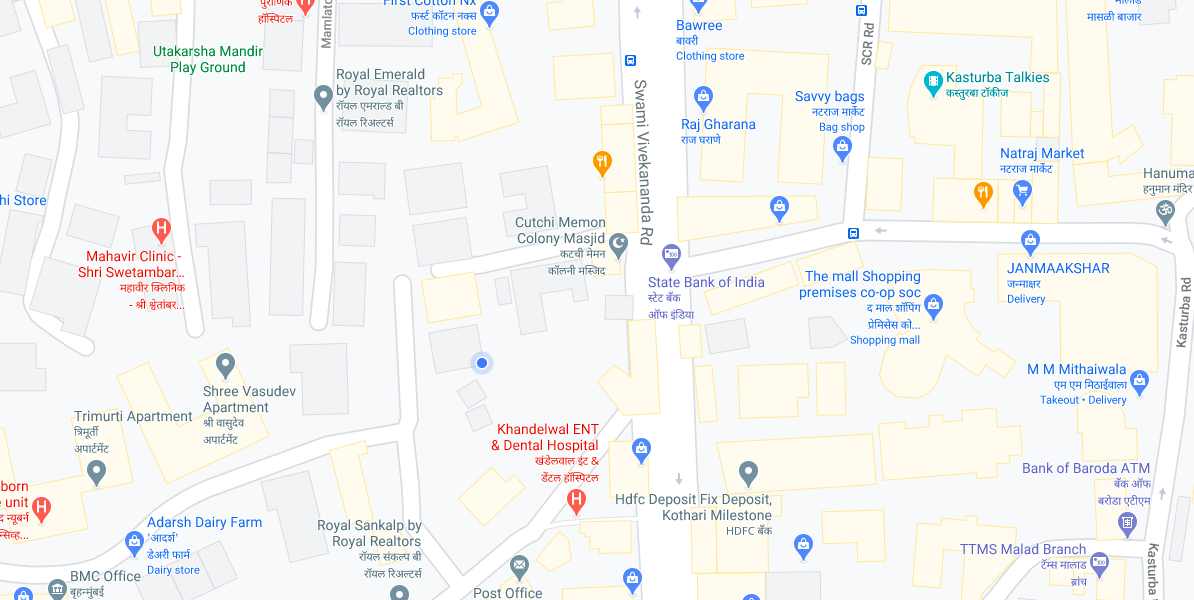 पुराणिक
हॉस्पिटल
Mamlatd
First Cotton Nx
फर्स्ट कॉटन नक्स
Clothing store
Bawree
बावरी
Clothing store
SCR Rd
मालाड
मासळी बाजार
Utakarsha Mandir
Play Ground
Royal Emerald
by Royal Realtors
रॉयल एमराल्ड बी
रॉयल रिअल्टर्स
Swami Vivekananda Rd
Raj Gharana
राज घराणे
Savvy bags
नटराज मार्केट
Bag shop
Kasturba Talkies
कस्तुरबा टॉकीज
Natraj Market
नटराज मार्केट
Hanuma
हनुमान मंदिर
hi Store
Mahavir Clinic -
Shri Swetambar...
महावीर क्लिनिक
- श्री श्वेतांबर...
Cutchi Memon
Colony Masjid
कटची मेमन
कॉलनी मस्जिद
State Bank of India
स्टेट बँक
ऑफ इंडिया
The mall Shopping
premises co-op soc
द माल शॉपिंग
प्रेमिसेस को...
Shopping mall
JANMAAKSHAR
जन्माक्षर
Delivery
Kasturba Rd
M M Mithaiwala
एम एम मिठाईवाला
Takeout • Delivery
Shree Vasudev
Apartment
श्री वासुदेव
अपार्टमेंट
Trimurti Apartment
त्रिमूर्ती
अपार्टमेंट
Khandelwal ENT
& Dental Hospital
खंडेलवाल इंट &
डेंटल हॉस्पिटल
Hdfc Deposit Fix Deposit,
Kothari Milestone
HDFC बँक
Bank of Baroda ATM
बँक ऑफ
बरोडा एटीएम
born
unit
द न्यूबर्न
Adarsh Dairy Farm
'आदर्श'
डेअरी फार्म
Dairy store
Royal Sankalp by
Royal Realtors
रॉयल संकल्प बी
रॉयल रिअल्टर्स
BMC Office
बृहन्मुंबई
Post Office
TTMS Malad Branch
टॅम्स मालाड
ब्रांच
Kasturba